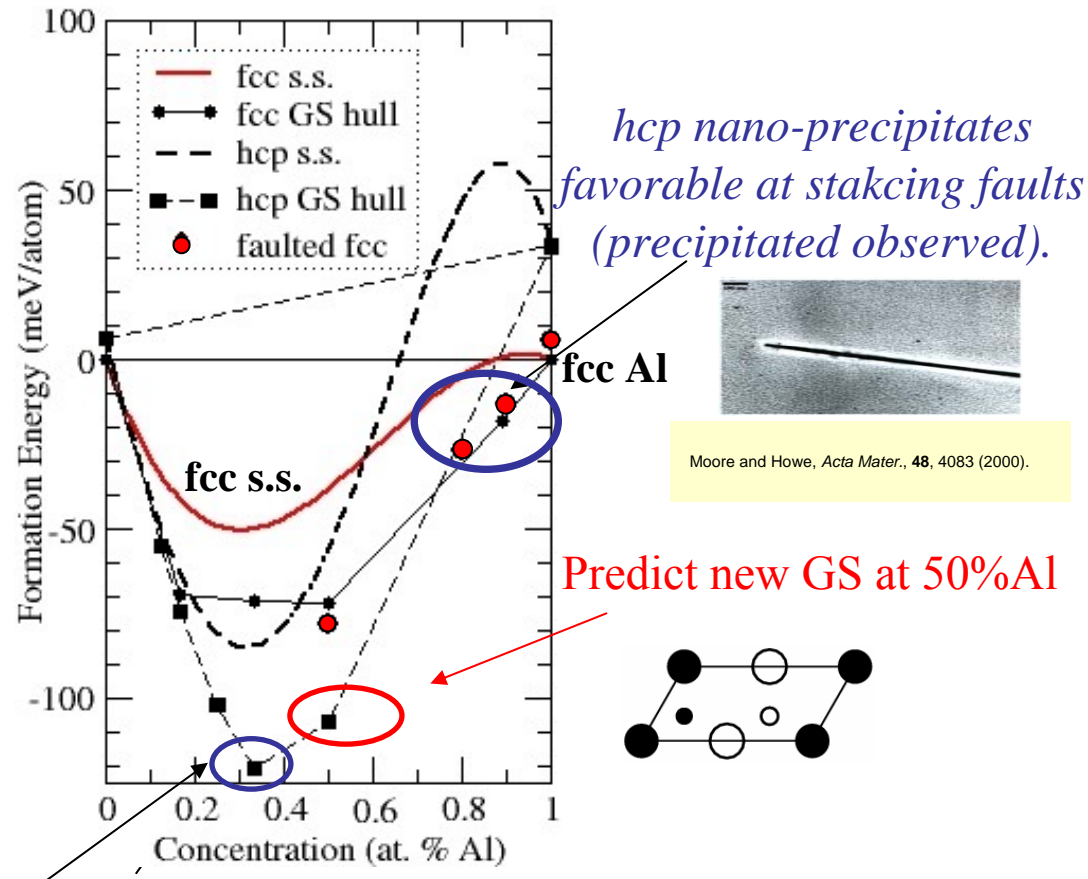 100
50
0
-50
-100
Formation Energy (meV/atom)
fcc s.s.
fcc GS hull
hcp s.s.
hcp GS hull
faulted fcc
fcc s.s.
fcc Al
0
0.2
0.4
0.6
0.8
1
Concentration (at. % Al)
hcp nano-precipitates
favorable at stakcing faults
(precipitated observed).
Moore and Howe, Acta Mater., 48, 4083 (2000).
Predict new GS at 50%Al